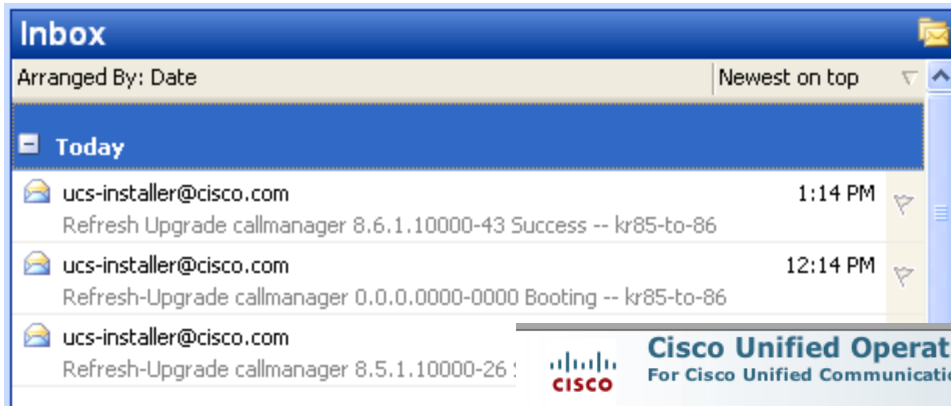 Inbox
Arranged By: Date Newest on top
Today
ucs-installer@cisco.com 1:14 PM
Refresh Upgrade callmanager 8.6.1.10000-43 Success -- kr85-to-86
ucs-installer@cisco.com 12:14 PM
Refresh-Upgrade callmanager 0.0.0.0000-0000 Booting -- kr85-to-86
ucs-installer@cisco.com
Refresh-Upgrade callmanager 8.5.1.10000-26
CISCO
Cisco Unified Operat
For Cisco Unified Communicati